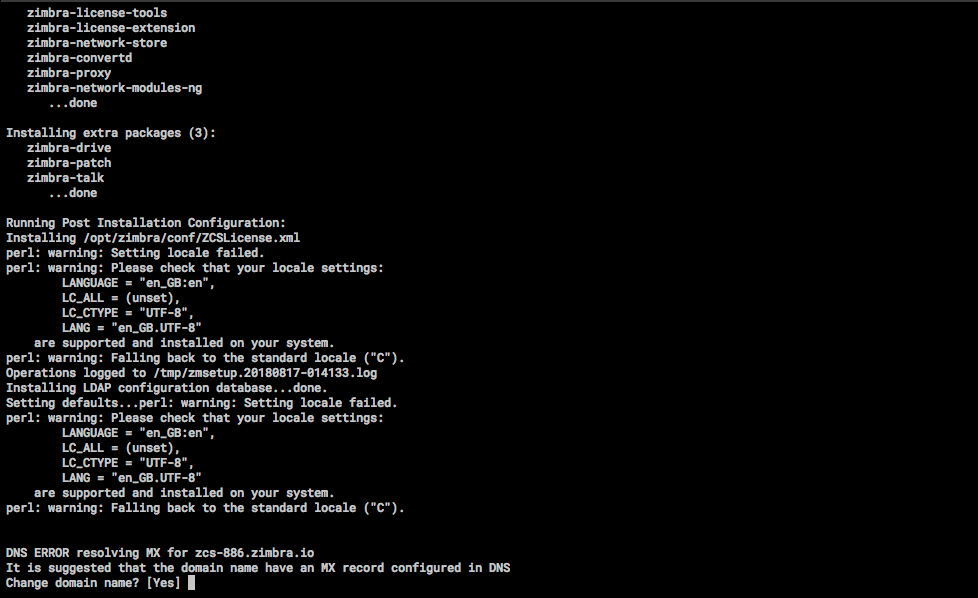 zimbra-license-tools
zimbra-license-extension
zimbra-network-store
zimbra-convertd
zimbra-proxy
zimbra-network-modules-ng
...done
Installing extra packages (3):
zimbra-drive
zimbra-patch
zimbra-talk
...done
Running Post Installation Configuration:
Installing /opt/zimbra/conf/ZCSLicense.xml
perl: warning: Setting locale failed.
perl: warning: Please check that your locale settings:
LANGUAGE = "en_GB:en",
LC_ALL = (unset),
LC_CTYPE = "UTF-8",
LANG = "en_GB.UTF-8"
are supported and installed on your system.
perl: warning: Falling back to the standard locale ("C").
Operations logged to /tmp/zmsetup.20180817-014133.log
Installing LDAP configuration database...done.
Setting defaults...perl: warning: Setting locale failed.
perl: warning: Please check that your locale settings:
LANGUAGE = "en_GB:en",
LC_ALL = (unset),
LC_CTYPE = "UTF-8",
LANG = "en_GB.UTF-8"
are supported and installed on your system.
perl: warning: Falling back to the standard locale ("C").
DNS ERROR resolving MX for zcs-886.zimbra.io
It is suggested that the domain name have an MX record configured in DNS
Change domain name? [Yes]